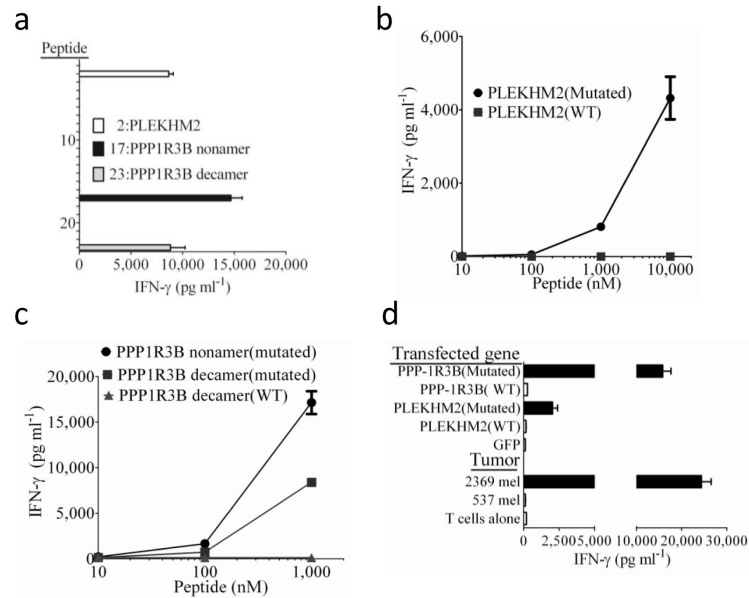 a
Peptide
2:PLEKHM2
10
17:PPP1R3B nonamer
23:PPP1R3B decamer
20
0 5,000 10,000 15,000 20,000
IFN-γ (pg ml⁻¹)
b
6,000
PLEKHM2(Mutated)
PLEKHM2(WT)
4,000
IFN-γ (pg ml⁻¹)
2,000
0
10 100 1,000 10,000
Peptide (nM)
c
PPP1R3B nonamer(mutated)
PPP1R3B decamer(mutated)
PPP1R3B decamer(WT)
20,000
15,000
IFN-γ (pg ml⁻¹)
10,000
5,000
0
10 100 1,000
Peptide (nM)
d
Transfected gene
PPP-1R3B(Mutated)
PPP-1R3B( WT)
PLEKHM2(Mutated)
PLEKHM2(WT)
GFP
Tumor
2369 mel
537 mel
T cells alone
0 2,500 5,000 10,000 20,000 30,000
IFN-γ (pg ml⁻¹)